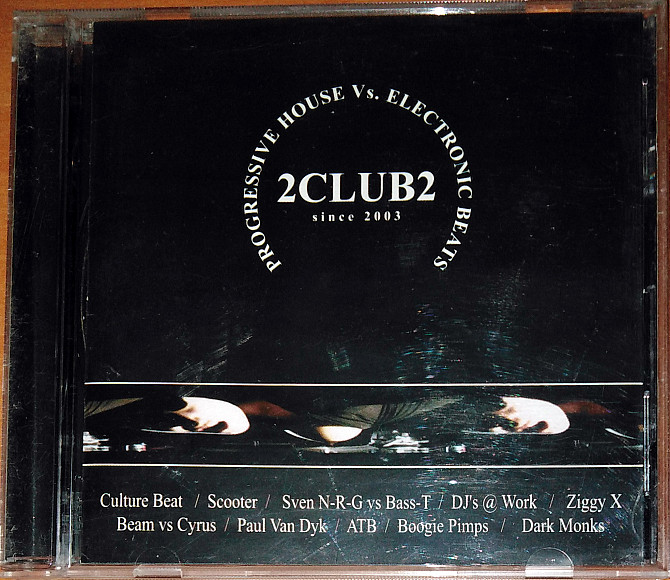 PROGRESSIVE HOUSE Vs. ELECTRONIC BEATS
2CLUB2
since 2003
Culture Beat / Scooter / Sven N-R-G vs Bass-T / DJ's @ Work / Ziggy X
Beam vs Cyrus / Paul Van Dyk / ATB / Boogie Pimps / Dark Monks